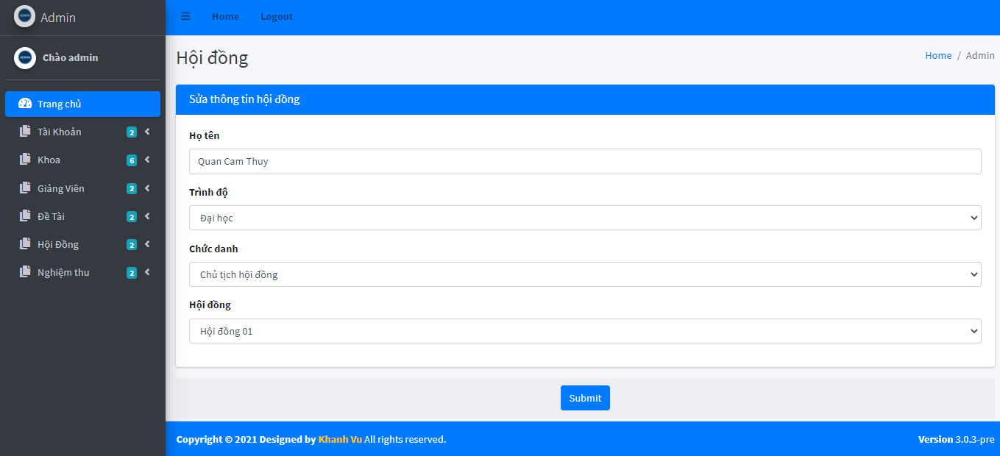 Admin
Home
Logout
Chào admin
Hội đồng
Home / Admin
Trang chủ
Tài Khoản 2
Khoa 6
Giảng Viên 2
Đề Tài 2
Hội Đồng 2
Nghiệm thu 2
Sửa thông tin hội đồng
Họ tên
Quan Cam Thuy
Trình độ
Đại học
Chức danh
Chủ tịch hội đồng
Hội đồng
Hội đồng 01
Submit
Copyright © 2021 Designed by Khanh Vu All rights reserved.
Version 3.0.3-pre